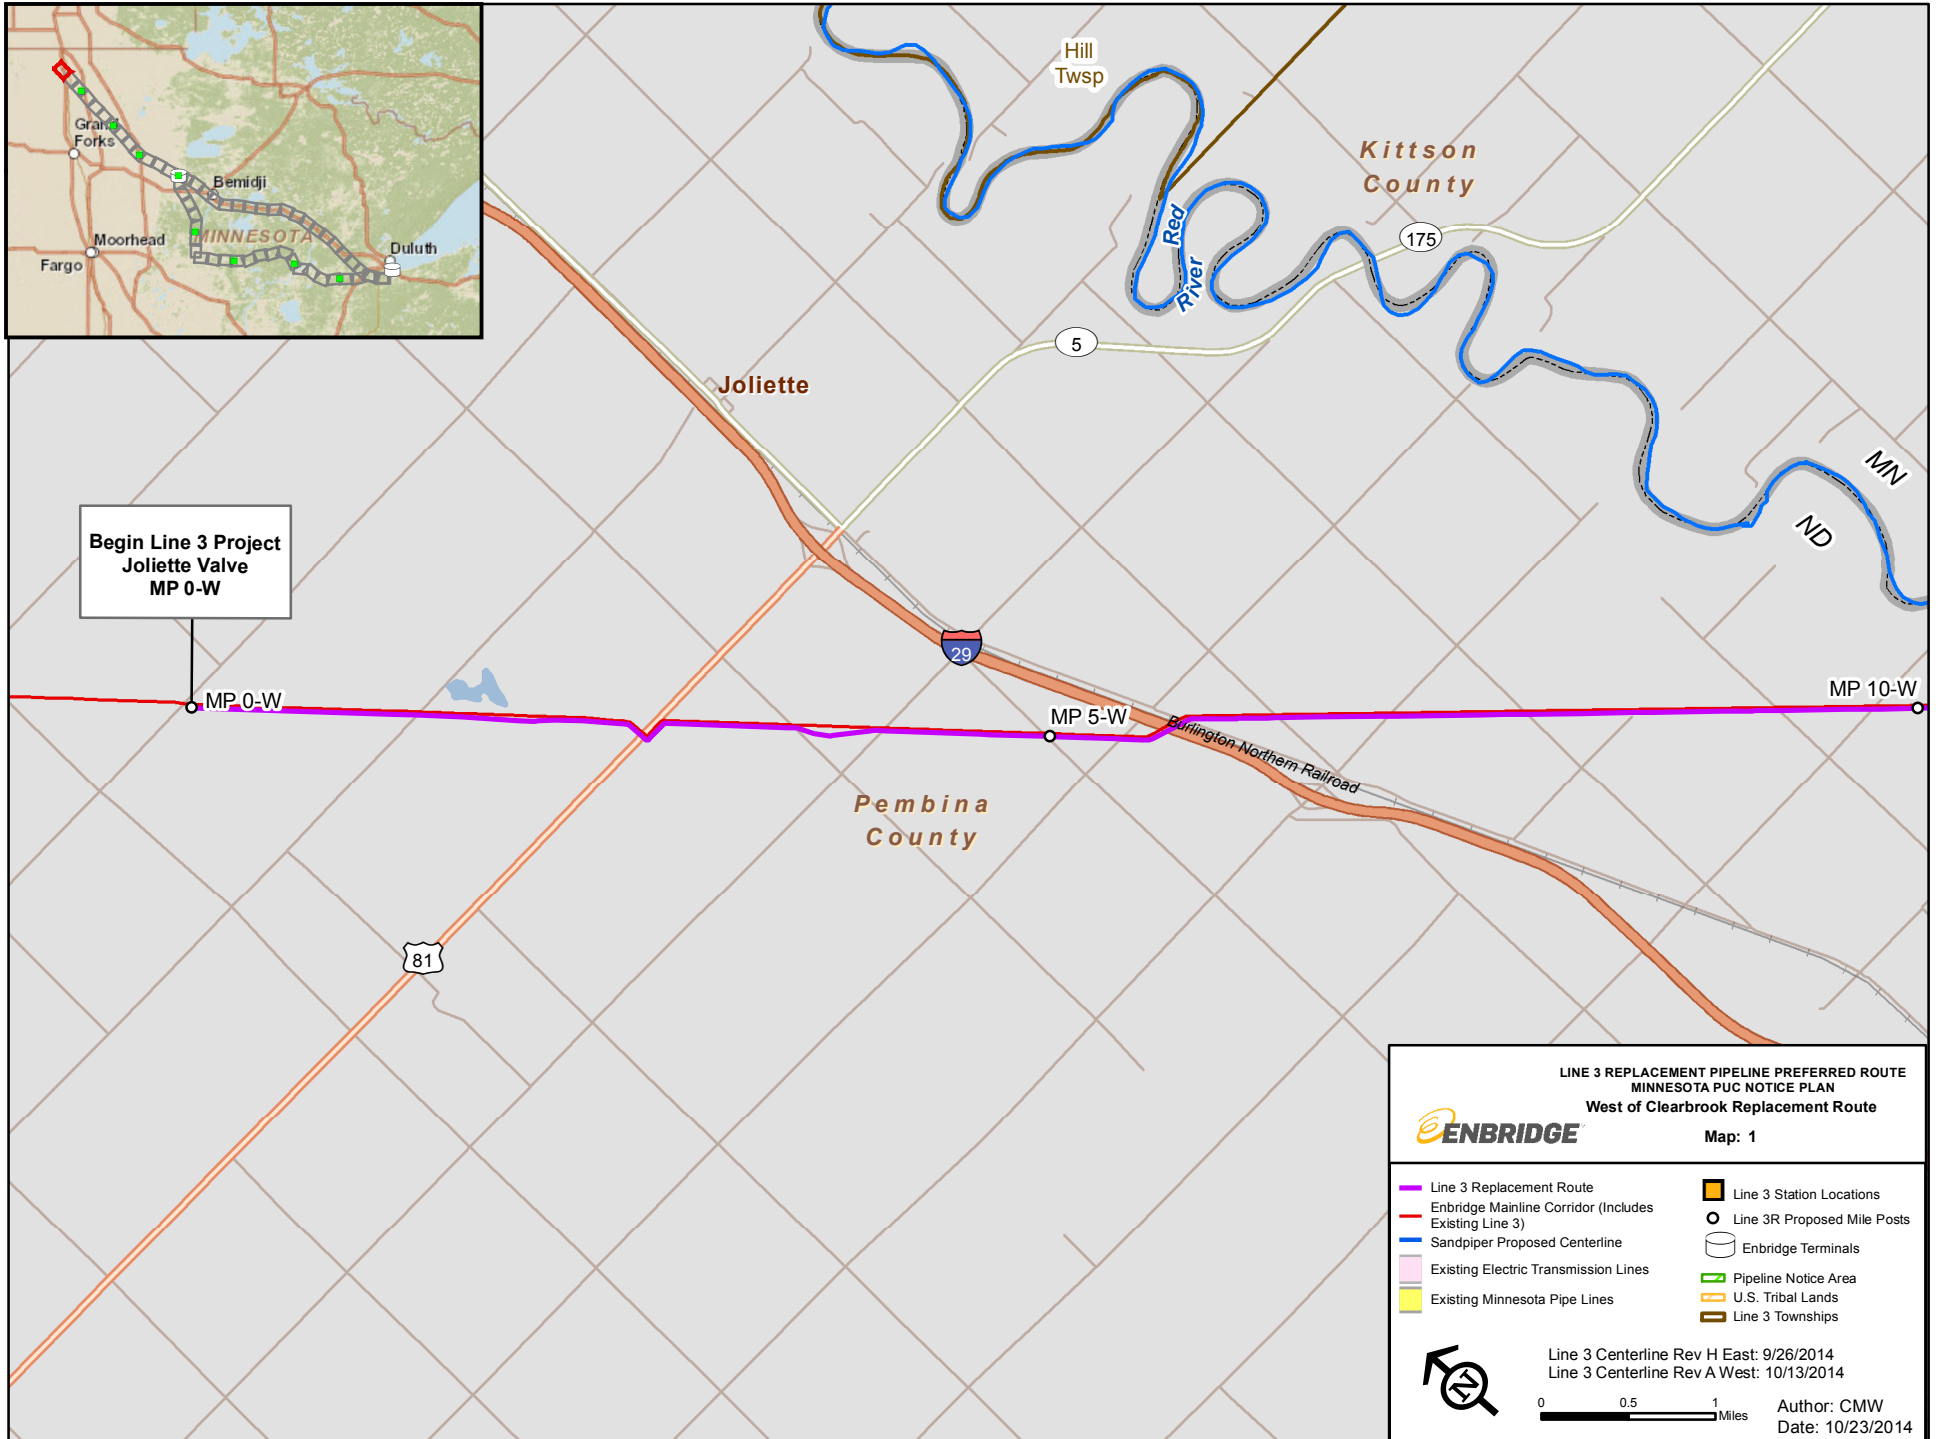 Grand
Forks
Bemidji
Moorhead
MINNESOTA
Duluth
Fargo
Hill
Twsp
Kittson
County
Red
River
175
5
Joliette
MN
ND
Begin Line 3 Project
Joliette Valve
MP 0-W
29
MP 0-W
MP 5-W
MP 10-W
Burlington Northern Railroad
Pembina
County
81
LINE 3 REPLACEMENT PIPELINE PREFERRED ROUTE
MINNESOTA PUC NOTICE PLAN
West of Clearbrook Replacement Route
ENBRIDGE
Map: 1
Line 3 Replacement Route
Enbridge Mainline Corridor (Includes
Existing Line 3)
Sandpiper Proposed Centerline
Existing Electric Transmission Lines
Existing Minnesota Pipe Lines
Line 3 Station Locations
Line 3R Proposed Mile Posts
Enbridge Terminals
Pipeline Notice Area
U.S. Tribal Lands
Line 3 Townships
N
Line 3 Centerline Rev H East: 9/26/2014
Line 3 Centerline Rev A West: 10/13/2014
0 0.5 1
Miles
Author: CMW
Date: 10/23/2014